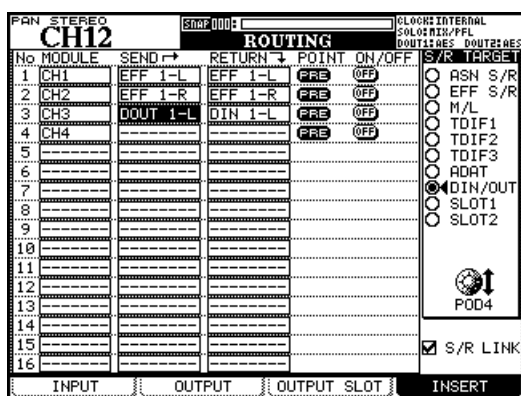 PAN STEREO
CH12
SNAP 000:
ROUTING
CLOCK:INTERNAL
SOLO:MIX/PFL
DOUT1:AES DOUT2:AES
No MODULE SEND RETURN POINT ON/OFF
1 CH1 EFF 1-L EFF 1-L PRE OFF
2 CH2 EFF 1-R EFF 1-R PRE OFF
3 CH3 DOUT 1-L DIN 1-L PRE OFF
4 CH4 ------- ------- PRE OFF
5 ------- ------- -------
6 ------- ------- -------
7 ------- ------- -------
8 ------- ------- -------
9 ------- ------- -------
10 ------- ------- -------
11 ------- ------- -------
12 ------- ------- -------
13 ------- ------- -------
14 ------- ------- -------
15 ------- ------- -------
16 ------- ------- -------
S/R TARGET
ASN S/R
EFF S/R
M/L
TDIF1
TDIF2
TDIF3
ADAT
DIN/OUT
SLOT1
SLOT2
POD4
S/R LINK
INPUT OUTPUT OUTPUT SLOT INSERT